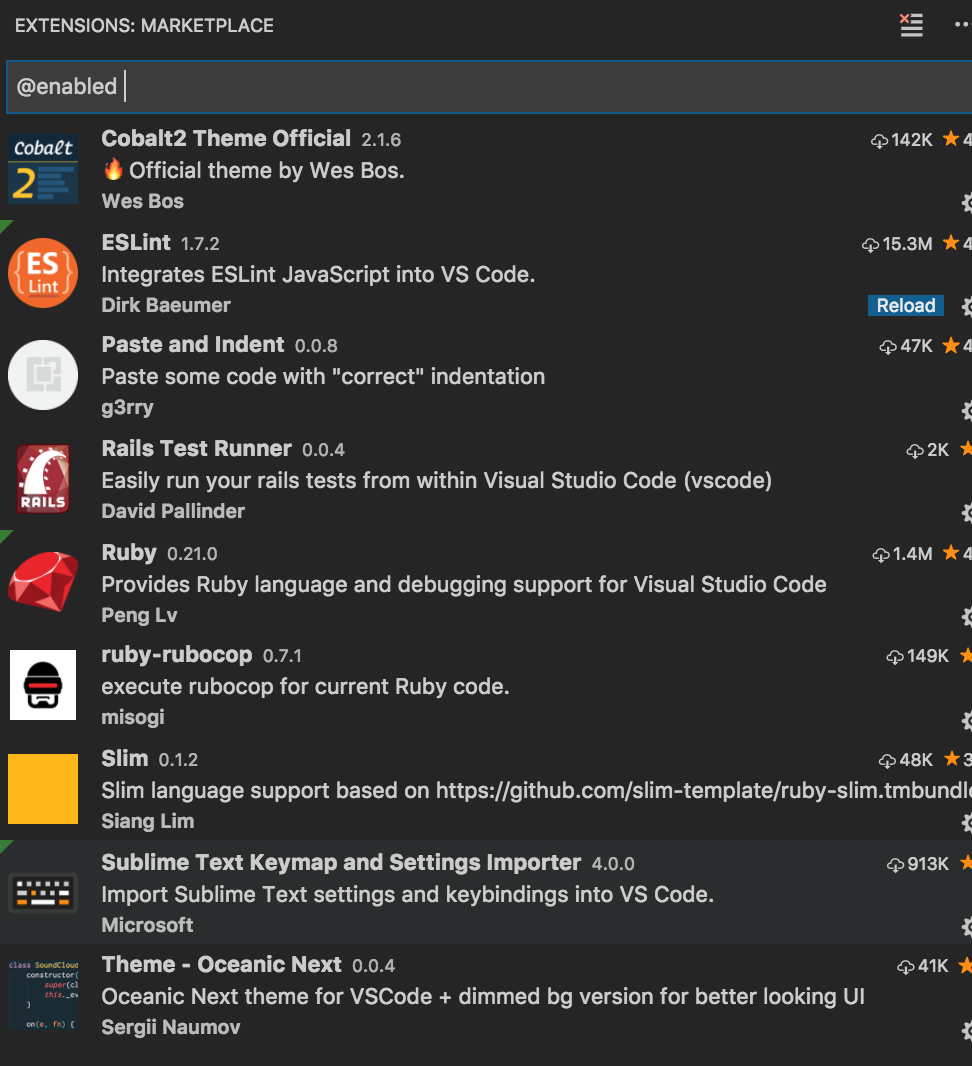 EXTENSIONS: MARKETPLACE
@enabled
Cobalt2 Theme Official 2.1.6 142K 4
🔥 Official theme by Wes Bos.
Wes Bos
Cobalt
2
ESLint 1.7.2 15.3M 4
Integrates ESLint JavaScript into VS Code.
Dirk Baeumer Reload
ES
Lint
Paste and Indent 0.0.8 47K 4
Paste some code with "correct" indentation
g3rry
Rails Test Runner 0.0.4 2K
Easily run your rails tests from within Visual Studio Code (vscode)
David Pallinder
RAILS
Ruby 0.21.0 1.4M 4
Provides Ruby language and debugging support for Visual Studio Code
Peng Lv
ruby-rubocop 0.7.1 149K
execute rubocop for current Ruby code.
misogi
Slim 0.1.2 48K 3
Slim language support based on https://github.com/slim-template/ruby-slim.tmbundle
Siang Lim
Sublime Text Keymap and Settings Importer 4.0.0 913K
Import Sublime Text settings and keybindings into VS Code.
Microsoft
Theme - Oceanic Next 0.0.4 41K
Oceanic Next theme for VSCode + dimmed bg version for better looking UI
Sergii Naumov
class SoundCloud
constructor(
super(cl
this._ev
}
on(e, fn) {